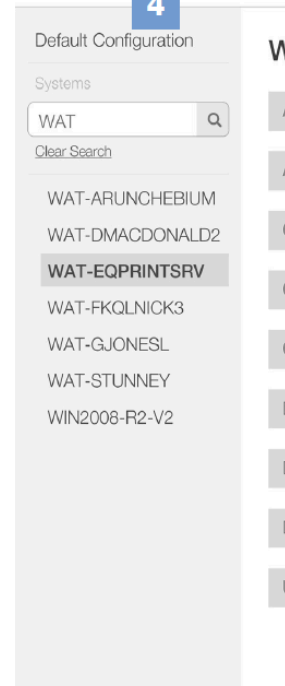 4
Default Configuration
Systems
WAT
Clear Search
WAT-ARUNCHEBIUM
WAT-DMACDONALD2
WAT-EQPRINTSRV
WAT-FKQLNICK3
WAT-GJONESL
WAT-STUNNEY
WIN2008-R2-V2